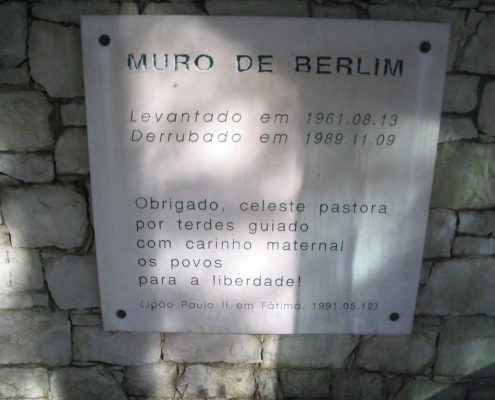 MURO DE BERLIM
Levantado em 1961.08.13
Derrubado em 1989.11.09
Obrigado, celeste pastora
por terdes guiado
com carinho maternal
os povos
para a liberdade!
(João Paulo II em Fátima. 1991.05.12)